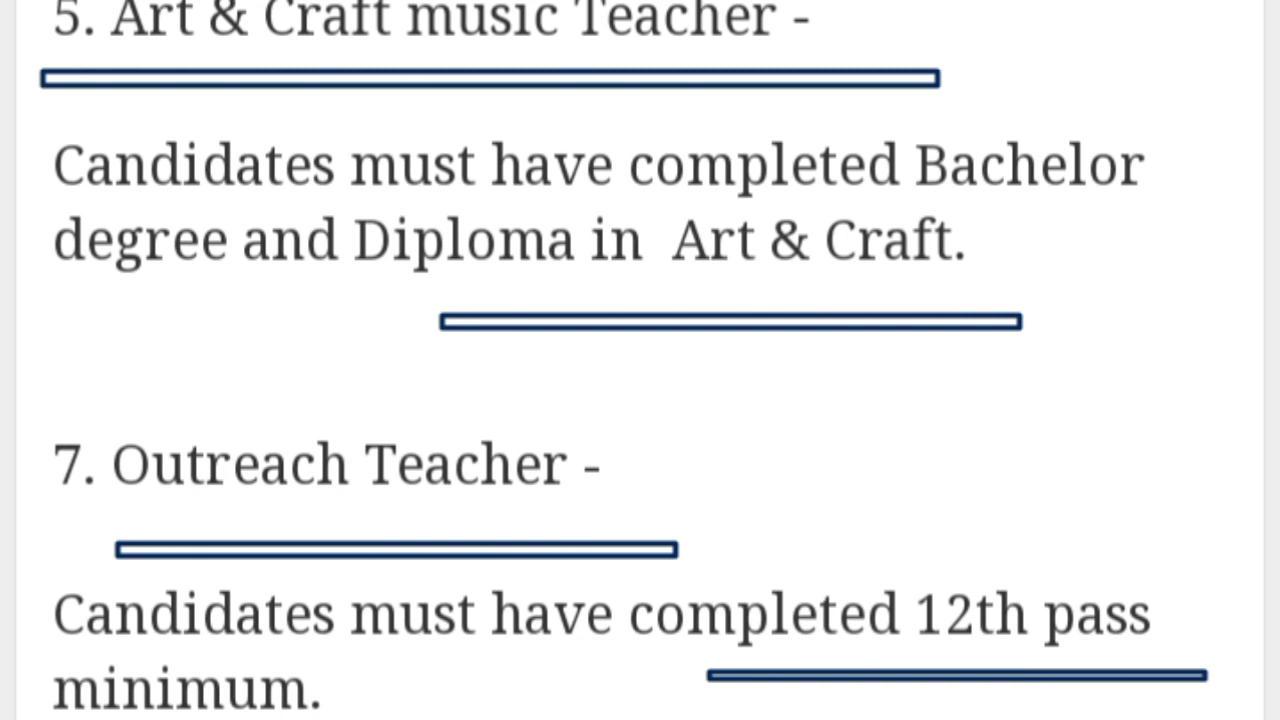 5. Art & Craft music Teacher -
Candidates must have completed Bachelor
degree and Diploma in  Art & Craft.
7. Outreach Teacher -
Candidates must have completed 12th pass
minimum.